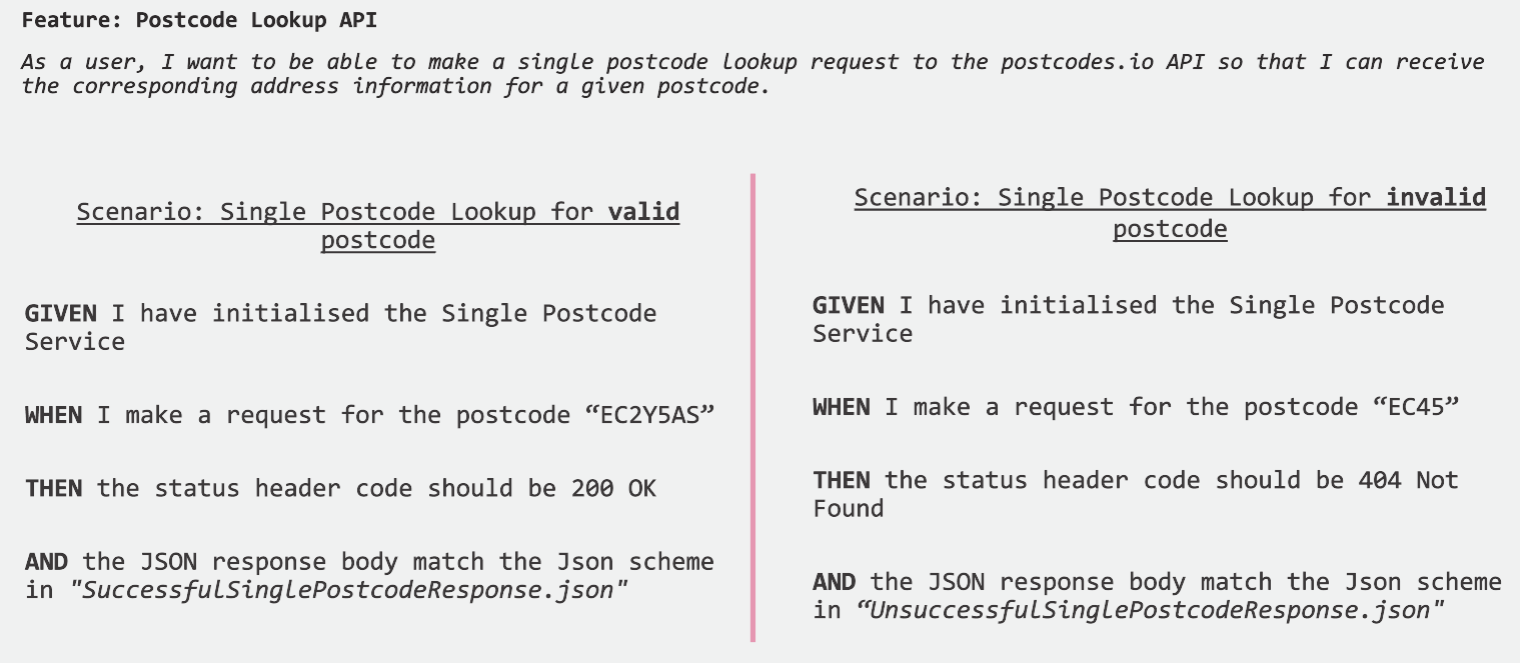 Feature: Postcode Lookup API
As a user, I want to be able to make a single postcode lookup request to the postcodes.io API so that I can receive
the corresponding address information for a given postcode.
Scenario: Single Postcode Lookup for valid
postcode
GIVEN I have initialised the Single Postcode
Service
WHEN I make a request for the postcode “EC2Y5AS”
THEN the status header code should be 200 OK
AND the JSON response body match the Json scheme
in "SuccessfulSinglePostcodeResponse.json"
Scenario: Single Postcode Lookup for invalid
postcode
GIVEN I have initialised the Single Postcode
Service
WHEN I make a request for the postcode “EC45”
THEN the status header code should be 404 Not
Found
AND the JSON response body match the Json scheme
in “UnsuccessfulSinglePostcodeResponse.json"